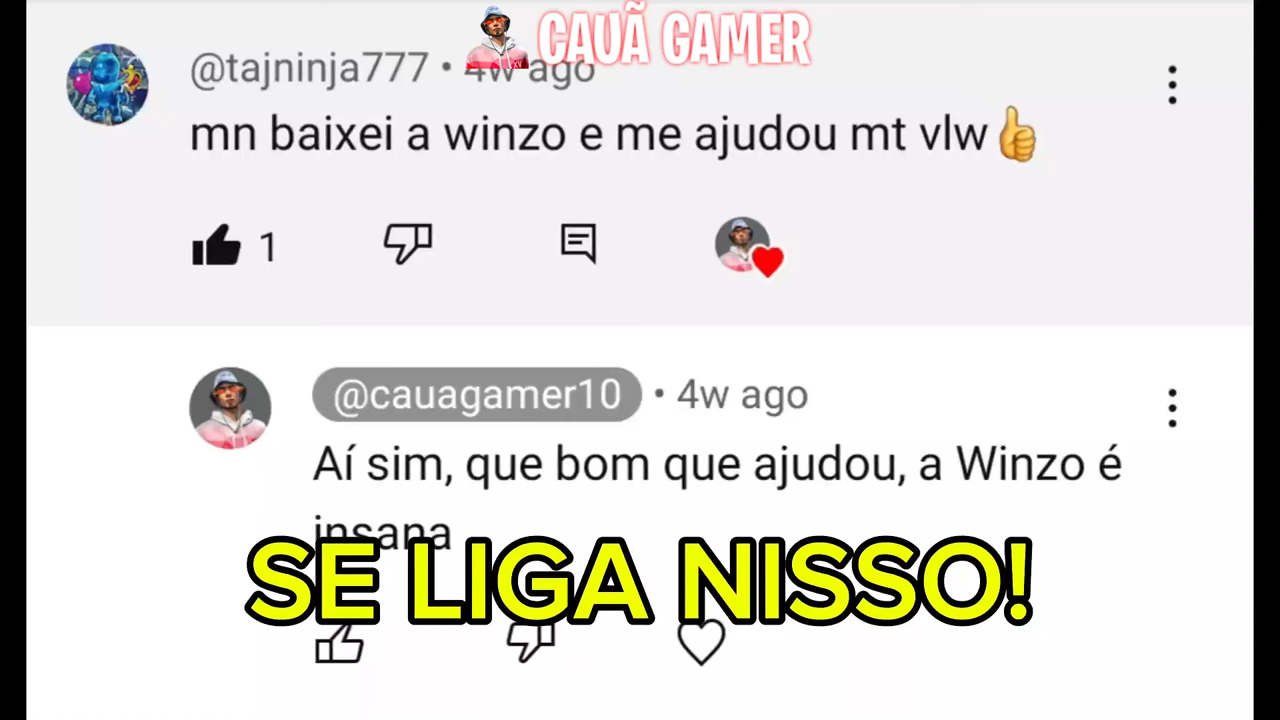 CAUÃ GAMER
@tajninja777 • 4w ago
mn baixei a winzo e me ajudou mt vlw👍
1
@cauagamer10 • 4w ago
Aí sim, que bom que ajudou, a Winzo é
insana
SE LIGA NISSO!